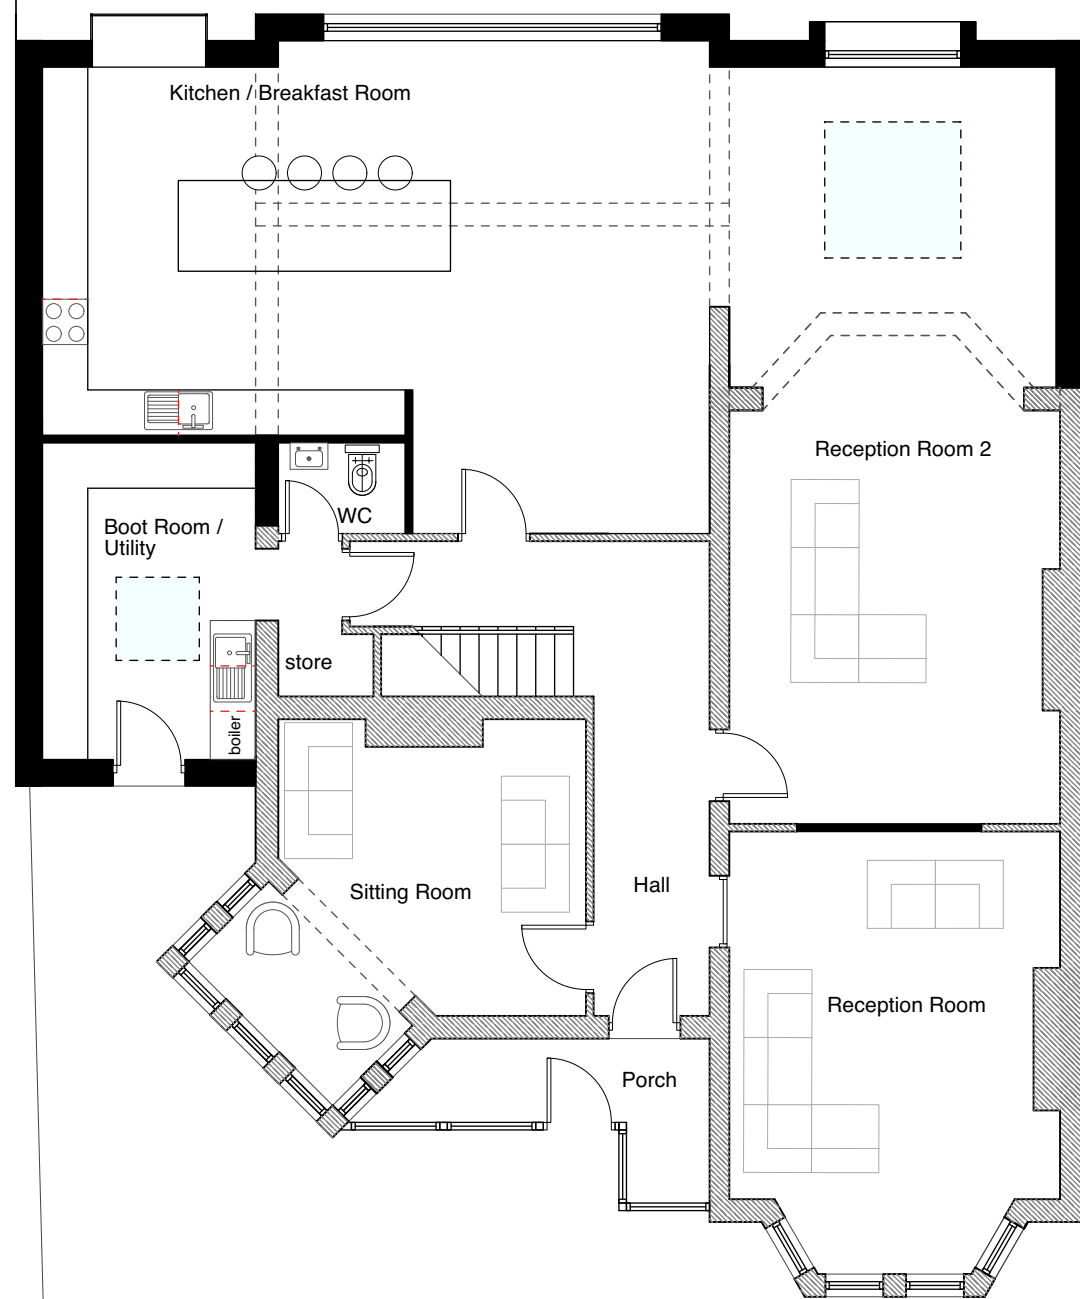 Kitchen / Breakfast Room
Reception Room 2
WC
Boot Room /
Utility
store
boiler
Sitting Room
Hall
Reception Room
Porch